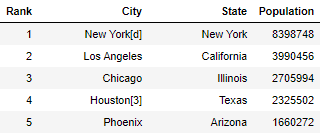 Rank City State Population
1 New York[d] New York 8398748
2 Los Angeles California 3990456
3 Chicago Illinois 2705994
4 Houston[3] Texas 2325502
5 Phoenix Arizona 1660272